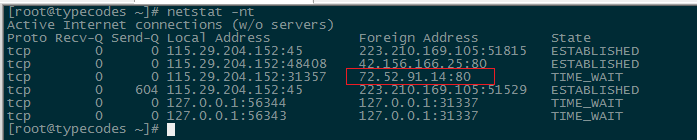 [root@typecodes ~]# netstat -nt
Active Internet connections (w/o servers)
Proto Recv-Q Send-Q Local Address Foreign Address State
tcp 0 0 115.29.204.152:45 223.210.169.105:51815 ESTABLISHED
tcp 0 0 115.29.204.152:48408 42.156.166.25:80 ESTABLISHED
tcp 0 0 115.29.204.152:31357 72.52.91.14:80 TIME_WAIT
tcp 0 604 115.29.204.152:45 223.210.169.105:51529 ESTABLISHED
tcp 0 0 127.0.0.1:56344 127.0.0.1:31337 TIME_WAIT
tcp 0 0 127.0.0.1:56343 127.0.0.1:31337 TIME_WAIT
[root@typecodes ~]#